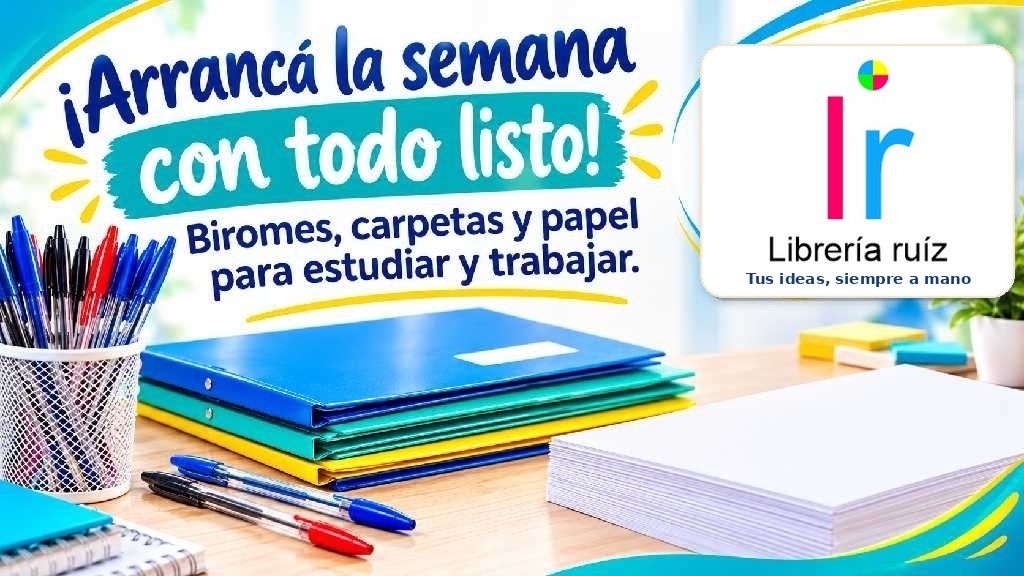 ¡Arrancá la semana
con todo listo!
Biromes, carpetas y papel
para estudiar y trabajar.
lr
Librería ruíz
Tus ideas, siempre a mano